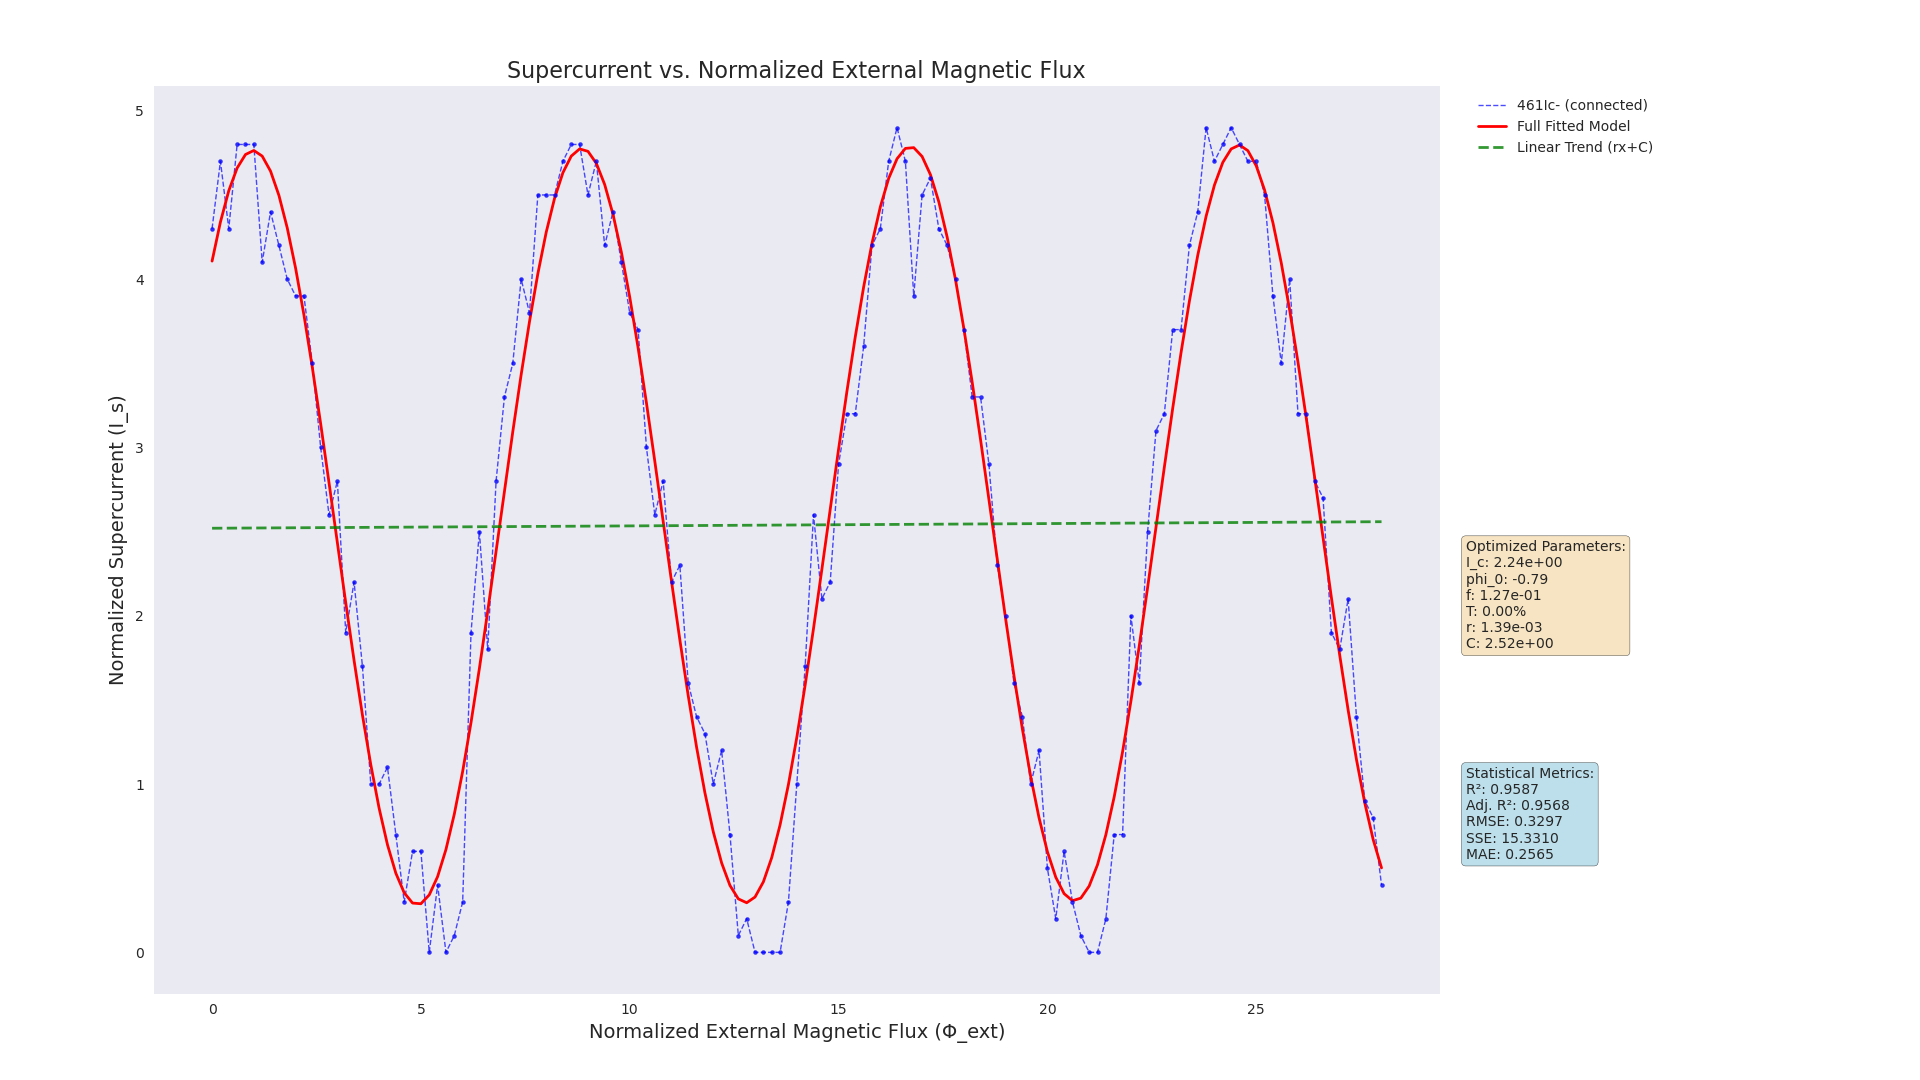 Supercurrent vs. Normalized External Magnetic Flux
461Ic- (connected)
Full Fitted Model
Linear Trend (rx+C)
Normalized Supercurrent (I_s)
5
4
3
2
1
0
0 5 10 15 20 25
Normalized External Magnetic Flux (Φ_ext)
Optimized Parameters:
I_c: 2.24e+00
phi_0: -0.79
f: 1.27e-01
T: 0.00%
r: 1.39e-03
C: 2.52e+00
Statistical Metrics:
R²: 0.9587
Adj. R²: 0.9568
RMSE: 0.3297
SSE: 15.3310
MAE: 0.2565